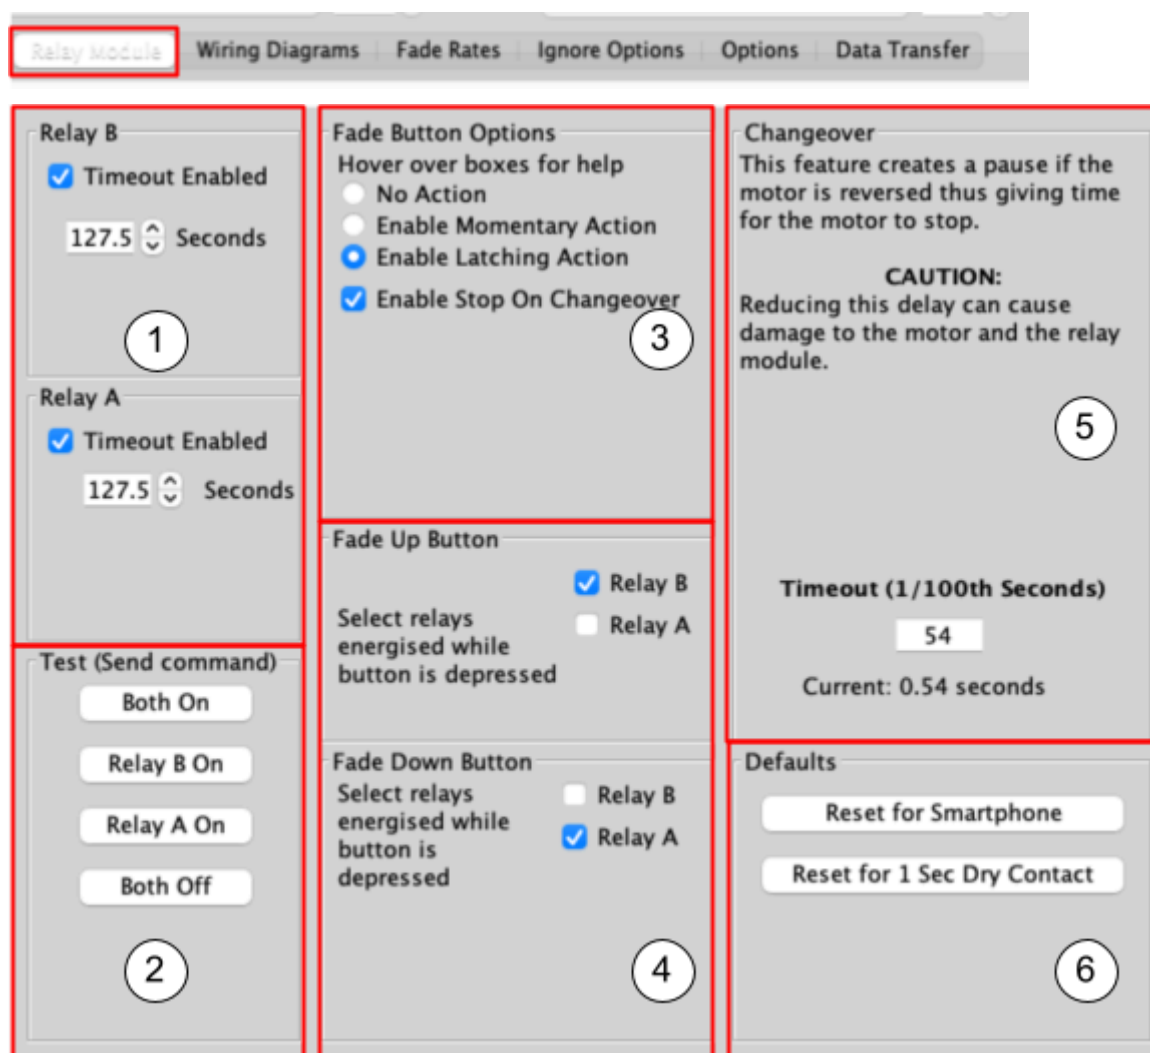 Relay Module Wiring Diagrams Fade Rates Ignore Options Options Data Transfer
Relay B
Timeout Enabled
127.5 Seconds
1
Relay A
Timeout Enabled
127.5 Seconds
Test (Send command)
Both On
Relay B On
Relay A On
Both Off
2
Fade Button Options
Hover over boxes for help
No Action
Enable Momentary Action
Enable Latching Action
Enable Stop On Changeover
3
Fade Up Button
Relay B
Relay A
Select relays
energised while
button is depressed
Fade Down Button
Select relays
energised while
button is
depressed
Relay B
Relay A
4
Changeover
This feature creates a pause if the
motor is reversed thus giving time
for the motor to stop.
CAUTION:
Reducing this delay can cause
damage to the motor and the relay
module.
5
Timeout (1/100th Seconds)
54
Current: 0.54 seconds
Defaults
Reset for Smartphone
Reset for 1 Sec Dry Contact
6